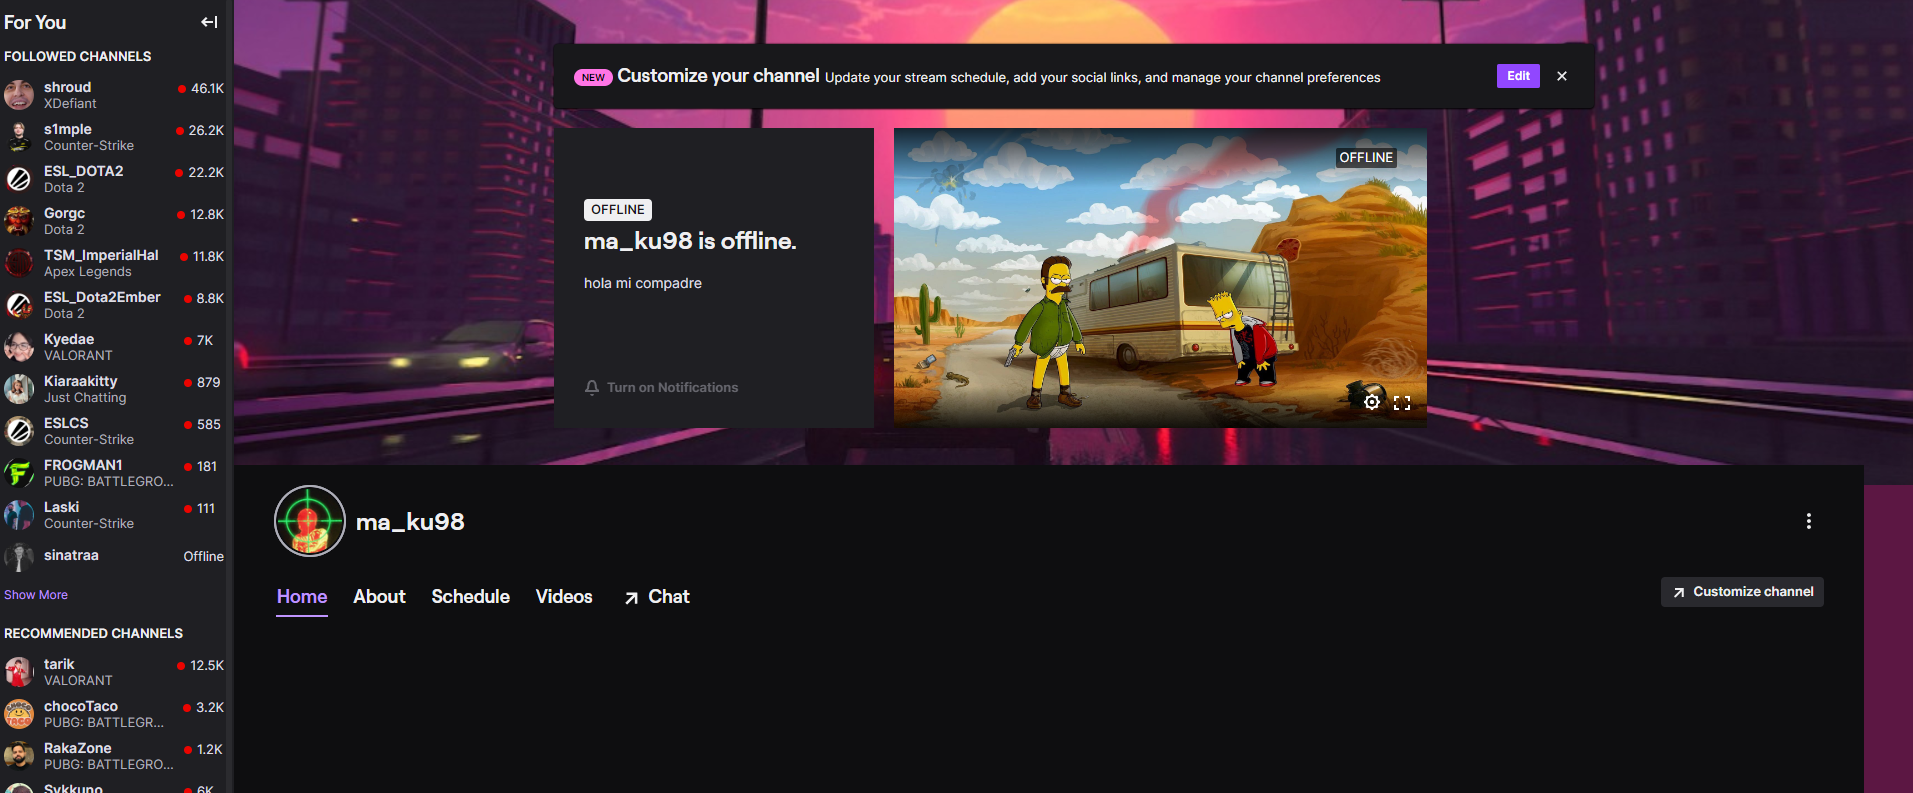 For You
FOLLOWED CHANNELS
shroud
46.1K
XDefiant
s1mple
26.2K
Counter-Strike
ESL_DOTA2
22.2K
Dota 2
Gorgc
12.8K
Dota 2
TSM_ImperialHal
11.8K
Apex Legends
ESL_Dota2Ember
8.8K
Dota 2
Kyedae
7K
VALORANT
Kiaraakitty
879
Just Chatting
ESLCS
585
Counter-Strike
FROGMAN1
181
PUBG: BATTLEGRO...
Laski
111
Counter-Strike
sinatraa
Offline
Show More
RECOMMENDED CHANNELS
tarik
12.5K
VALORANT
chocoTaco
3.2K
PUBG: BATTLEGR...
RakaZone
1.2K
PUBG: BATTLEGRO...
Sykkuno
6K
NEW Customize your channel Update your stream schedule, add your social links, and manage your channel preferences
Edit
OFFLINE
ma_ku98 is offline.
hola mi compadre
Turn on Notifications
OFFLINE
ma_ku98
Home About Schedule Videos Chat
Customize channel